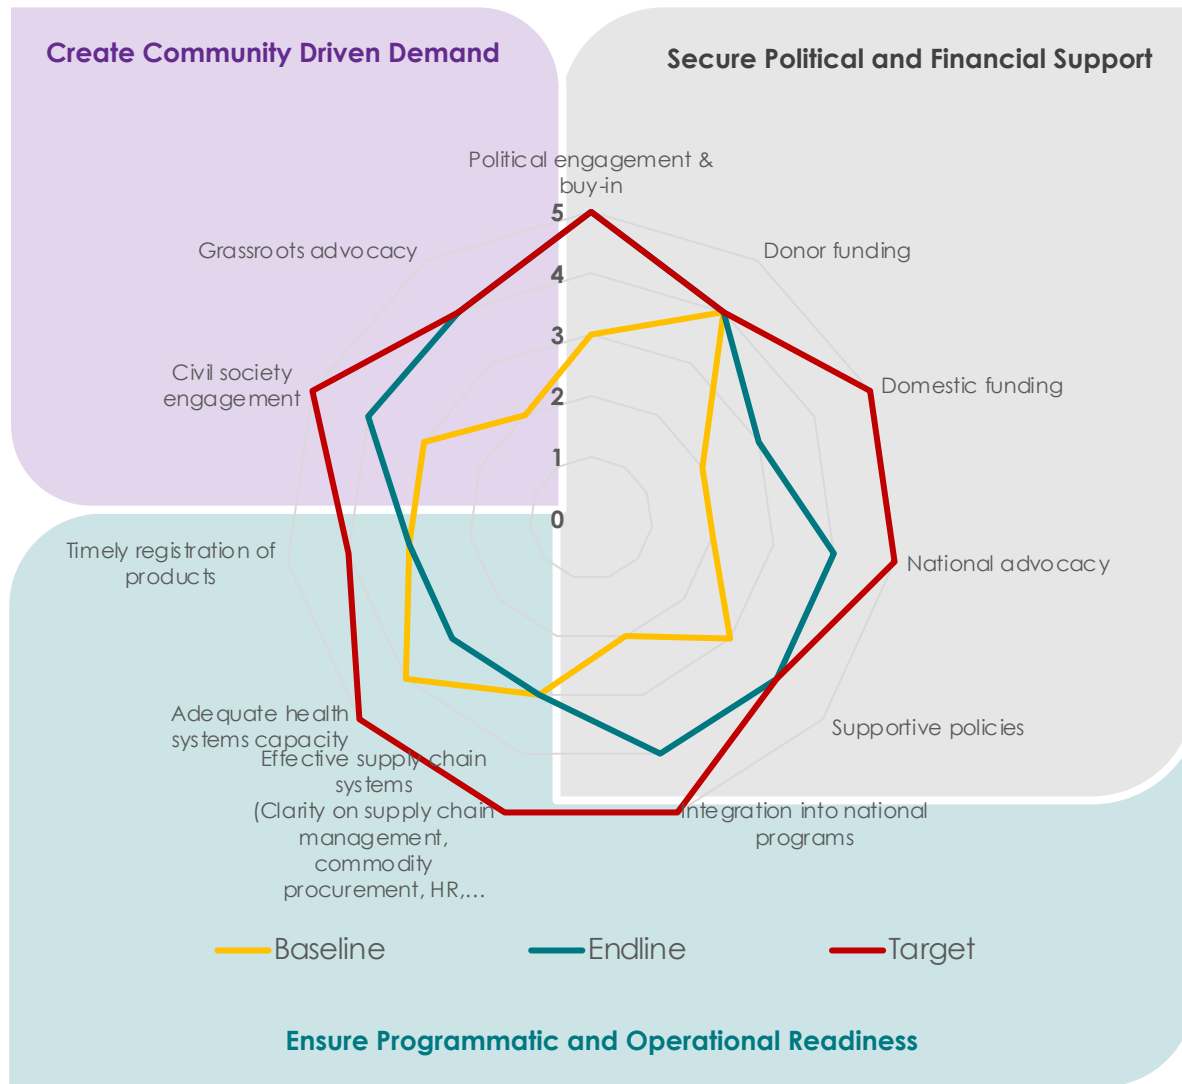 Create Community Driven Demand
Secure Political and Financial Support
Political engagement &
buy-in
5
4
3
2
1
0
Grassroots advocacy
Donor funding
Civil society
engagement
Domestic funding
Timely registration of
products
National advocacy
Adequate health
systems capacity
Supportive policies
Effective supply chain
systems
(Clarity on supply chain
management,
commodity
procurement, HR,...
Integration into national
programs
Baseline
Endline
Target
Ensure Programmatic and Operational Readiness